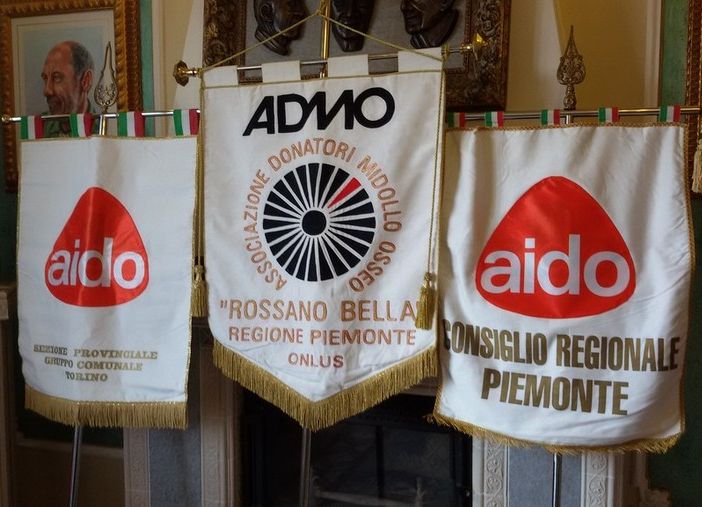 aido
SEZIONE PROVINCIALE
GRUPPO COMUNALE
TORINO
ADMO
ASSOCIAZIONE DONATORI MIDOLLO OSSEO
"ROSSANO BELLA
REGIONE PIEMONTE
ONLUS
aido
CONSIGLIO REGIONALE
PIEMONTE